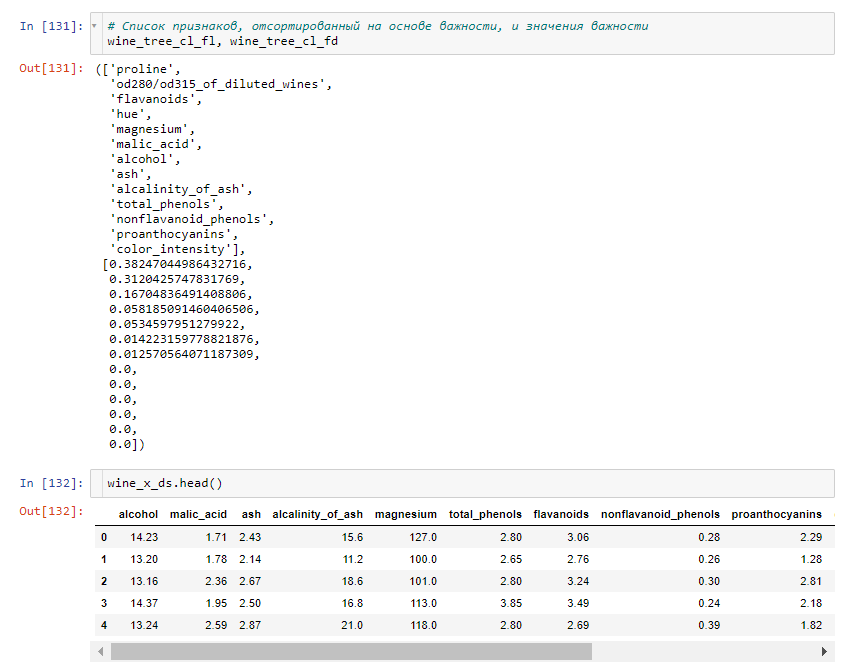 In [131]: # Список признаков, отсортированный на основе важности, и значения важности
wine_tree_cl_fl, wine_tree_cl_fd
Out[131]: (['proline',
'od280/od315_of_diluted_wines',
'flavanoids',
'hue',
'magnesium',
'malic_acid',
'alcohol',
'ash',
'alcalinity_of_ash',
'total_phenols',
'nonflavanoid_phenols',
'proanthocyanins',
'color_intensity'],
[0.38247044986432716,
0.3120425747831769,
0.16704836491408806,
0.058185091460406506,
0.0534597951279922,
0.014223159778821876,
0.012570564071187309,
0.0,
0.0,
0.0,
0.0,
0.0,
0.0])
In [132]: wine_x_ds.head()
Out[132]:
alcohol malic_acid ash alcalinity_of_ash magnesium total_phenols flavanoids nonflavanoid_phenols proanthocyanins
0 14.23 1.71 2.43 15.6 127.0 2.80 3.06 0.28 2.29
1 13.20 1.78 2.14 11.2 100.0 2.65 2.76 0.26 1.28
2 13.16 2.36 2.67 18.6 101.0 2.80 3.24 0.30 2.81
3 14.37 1.95 2.50 16.8 113.0 3.85 3.49 0.24 2.18
4 13.24 2.59 2.87 21.0 118.0 2.80 2.69 0.39 1.82